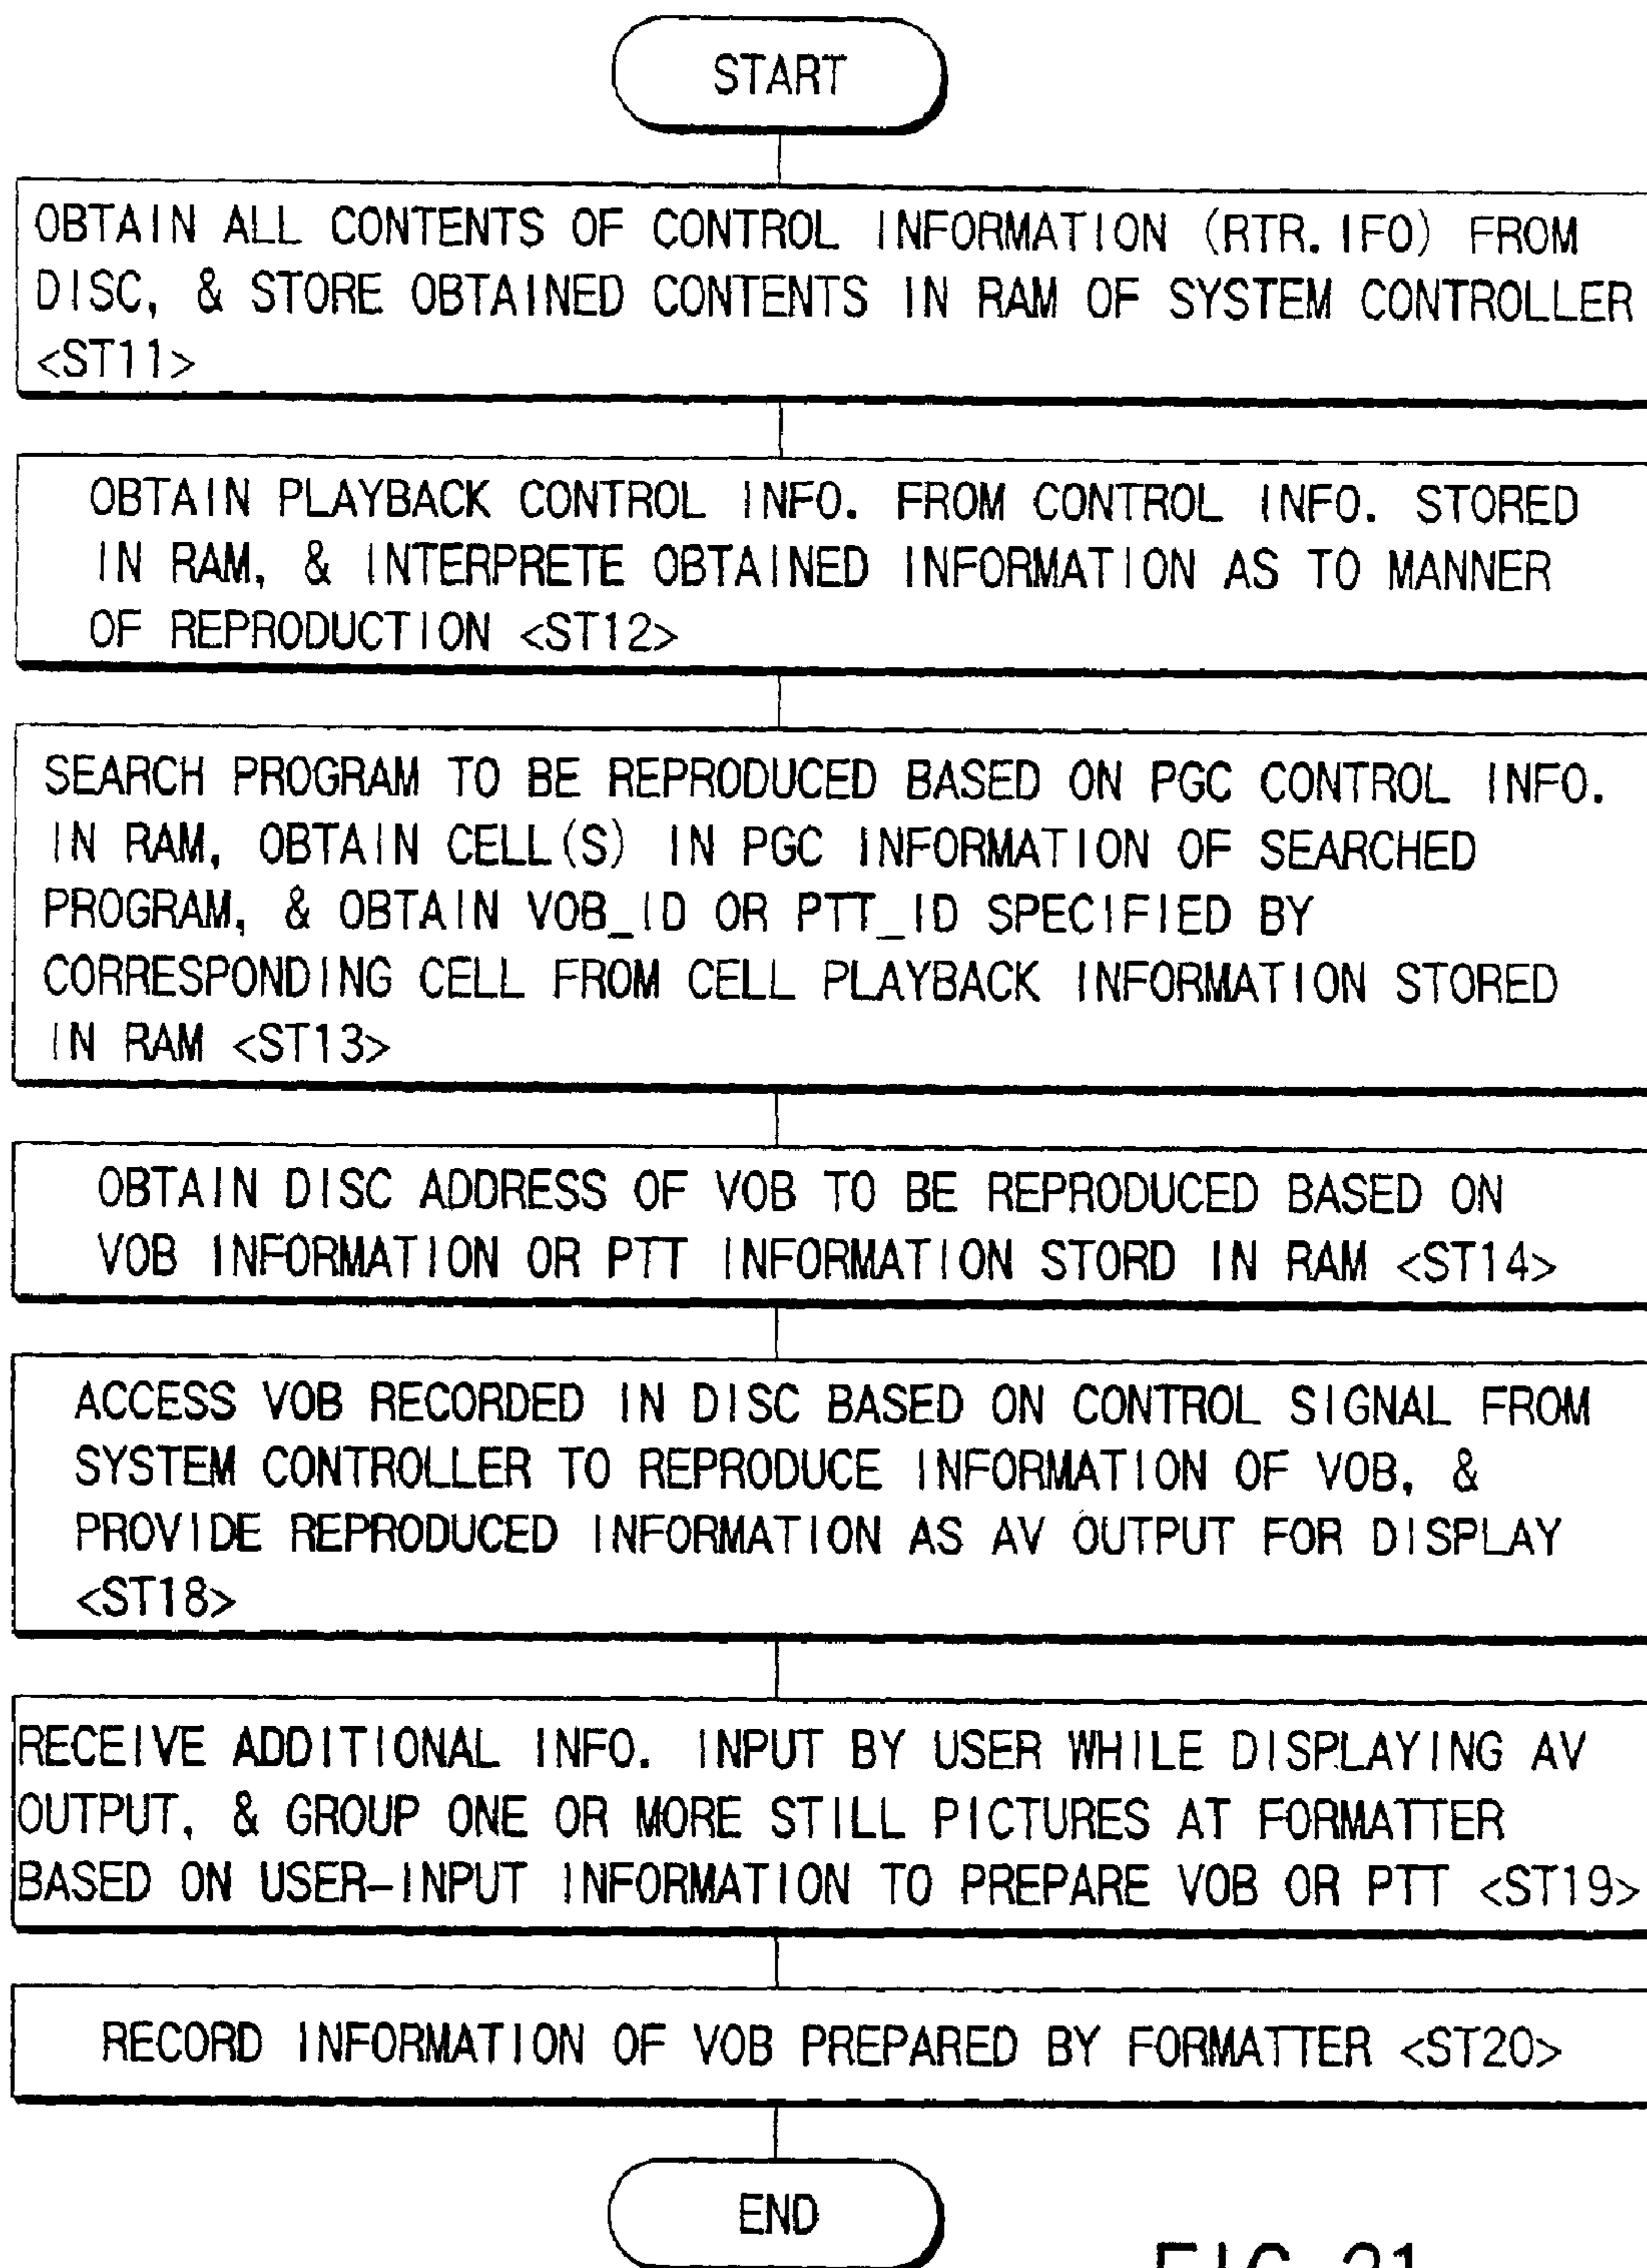 START
OBTAIN ALL CONTENTS OF CONTROL INFORMATION (RTR.IFO) FROM
DISC, & STORE OBTAINED CONTENTS IN RAM OF SYSTEM CONTROLLER
<ST11>
OBTAIN PLAYBACK CONTROL INFO. FROM CONTROL INFO. STORED
IN RAM, & INTERPRETE OBTAINED INFORMATION AS TO MANNER
OF REPRODUCTION <ST12>
SEARCH PROGRAM TO BE REPRODUCED BASED ON PGC CONTROL INFO.
IN RAM, OBTAIN CELL(S) IN PGC INFORMATION OF SEARCHED
PROGRAM, & OBTAIN VOB_ID OR PTT_ID SPECIFIED BY
CORRESPONDING CELL FROM CELL PLAYBACK INFORMATION STORED
IN RAM <ST13>
OBTAIN DISC ADDRESS OF VOB TO BE REPRODUCED BASED ON
VOB INFORMATION OR PTT INFORMATION STORD IN RAM <ST14>
ACCESS VOB RECORDED IN DISC BASED ON CONTROL SIGNAL FROM
SYSTEM CONTROLLER TO REPRODUCE INFORMATION OF VOB, &
PROVIDE REPRODUCED INFORMATION AS AV OUTPUT FOR DISPLAY
<ST18>
RECEIVE ADDITIONAL INFO. INPUT BY USER WHILE DISPLAYING AV
OUTPUT, & GROUP ONE OR MORE STILL PICTURES AT FORMATTER
BASED ON USER-INPUT INFORMATION TO PREPARE VOB OR PTT <ST19>
RECORD INFORMATION OF VOB PREPARED BY FORMATTER <ST20>
END